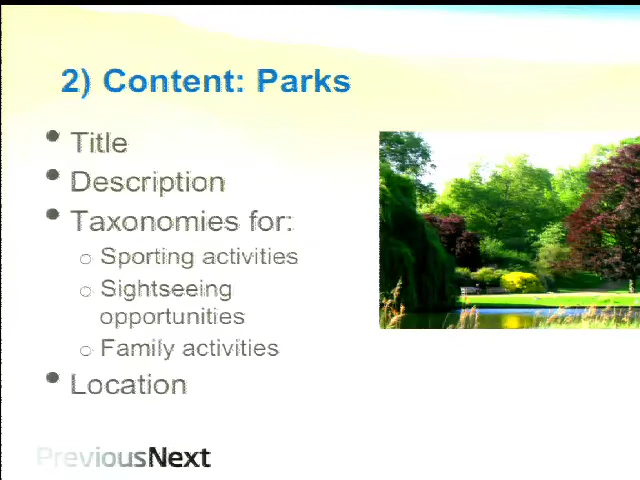 2) Content: Parks
• Title
• Description
• Taxonomies for:
○ Sporting activities
○ Sightseeing
opportunities
○ Family activities
• Location
PreviousNext